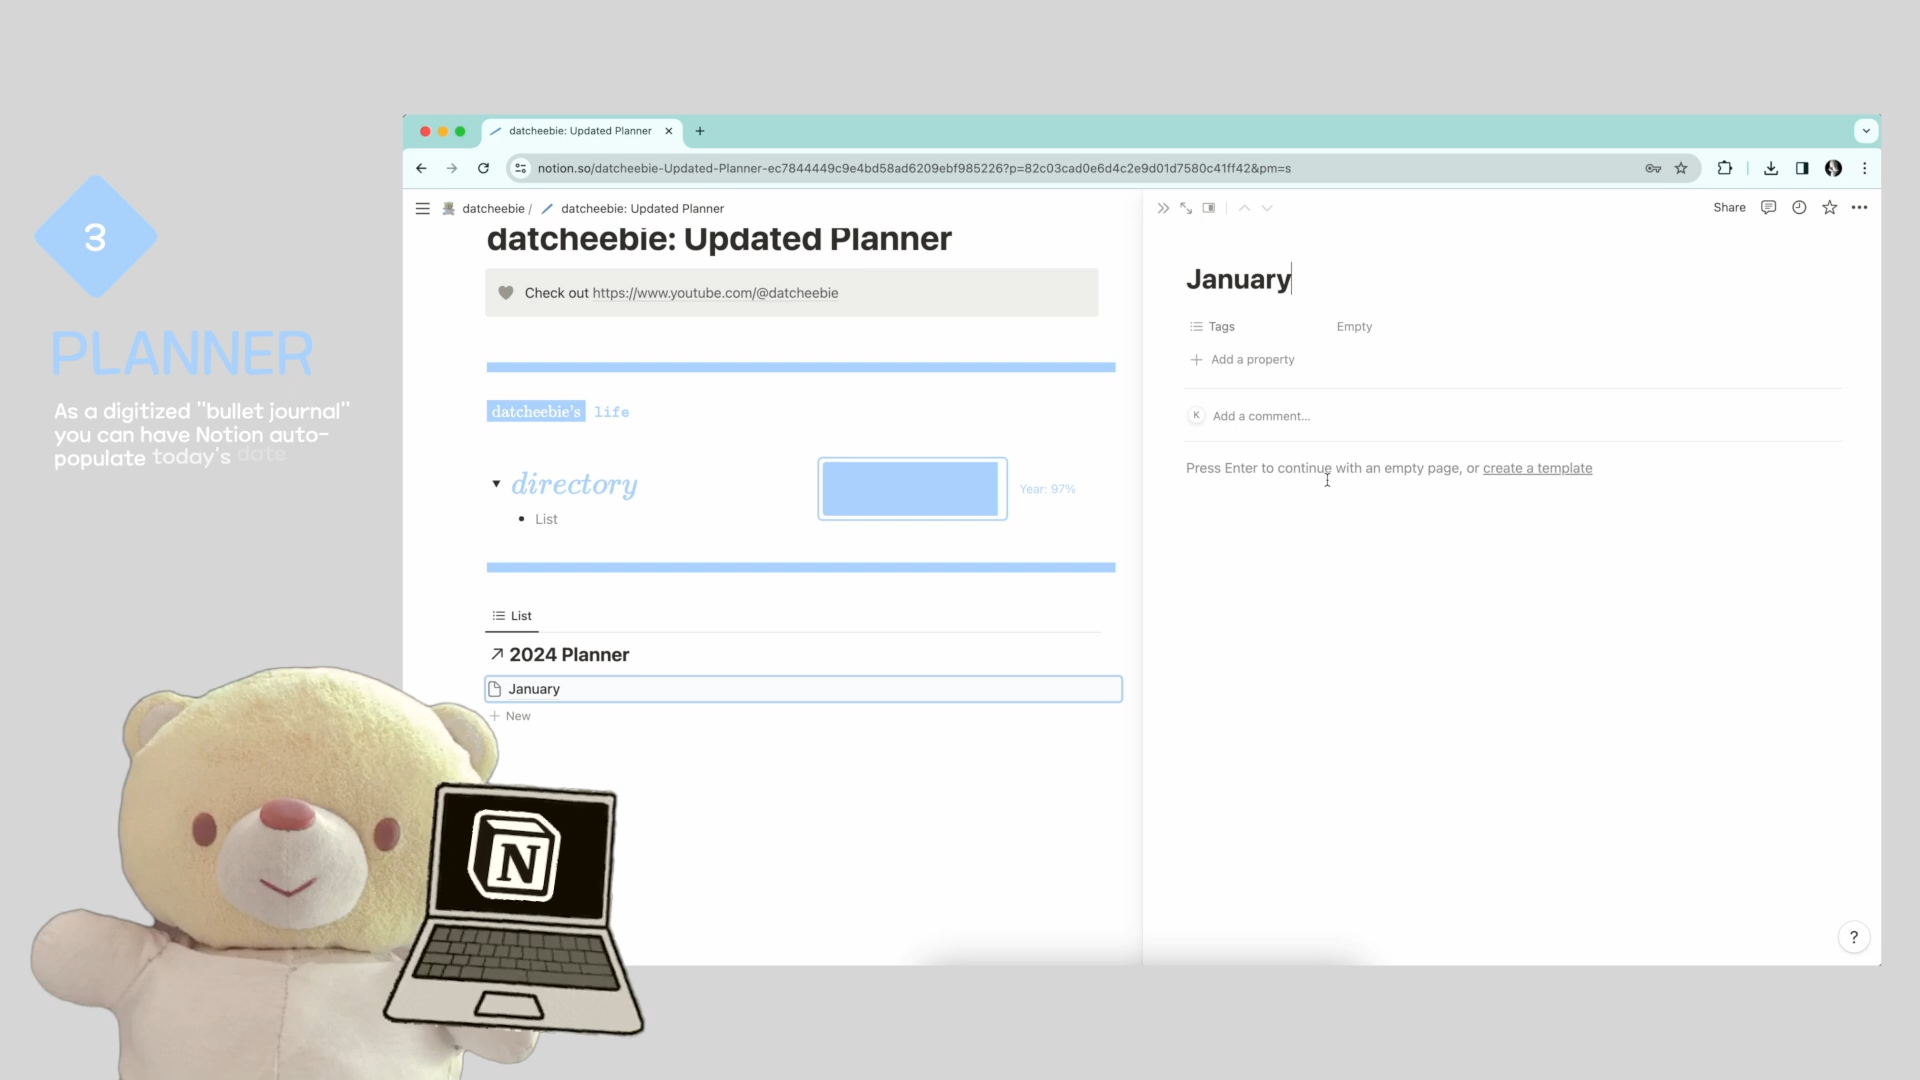 3
PLANNER
As a digitized "bullet journal"
you can have Notion auto-
populate today's date
datcheebie: Updated Planner
notion.so/datcheebie-Updated-Planner-ec7844449c9e4bd58ad6209ebf985226?p=82c03cad0e6d4c2e9d01d7580c41ff42&pm=s
datcheebie / datcheebie: Updated Planner
Share
datcheebie: Updated Planner
Check out https://www.youtube.com/@datcheebie
datcheebie's life
directory
List
Year: 97%
List
2024 Planner
January
New
January
Tags Empty
Add a property
K Add a comment...
Press Enter to continue with an empty page, or create a template
?
N